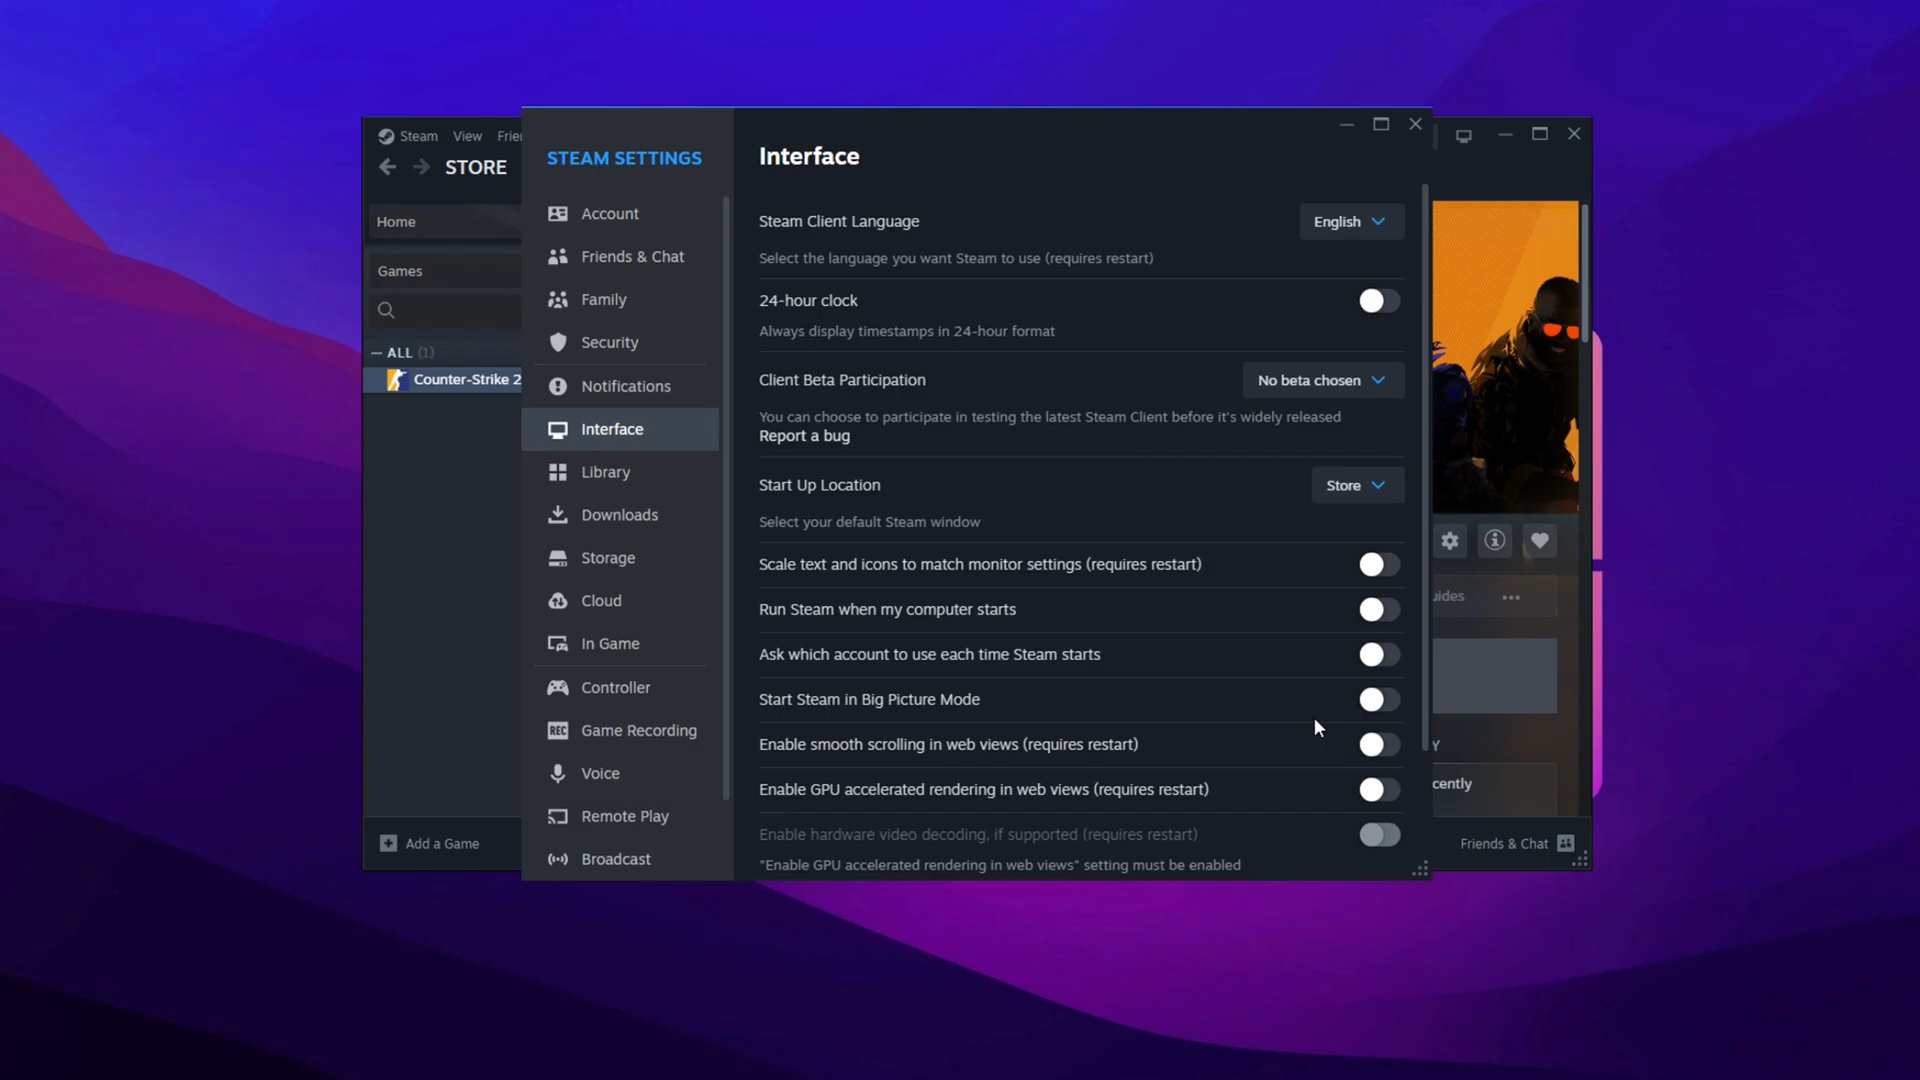 Steam View
STORE
Home
Games
ALL (1)
Counter-Strike 2
Add a Game
STEAM SETTINGS
Account
Friends & Chat
Family
Security
Notifications
Interface
Library
Downloads
Storage
Cloud
In Game
Controller
REC Game Recording
Voice
Remote Play
Broadcast
Interface
Steam Client Language English
Select the language you want Steam to use (requires restart)
24-hour clock
Always display timestamps in 24-hour format
Client Beta Participation No beta chosen
You can choose to participate in testing the latest Steam Client before it's widely released
Report a bug
Start Up Location Store
Select your default Steam window
Scale text and icons to match monitor settings (requires restart)
Run Steam when my computer starts
Ask which account to use each time Steam starts
Start Steam in Big Picture Mode
Enable smooth scrolling in web views (requires restart)
Enable GPU accelerated rendering in web views (requires restart)
Enable hardware video decoding, if supported (requires restart)
"Enable GPU accelerated rendering in web views" setting must be enabled
Friends & Chat